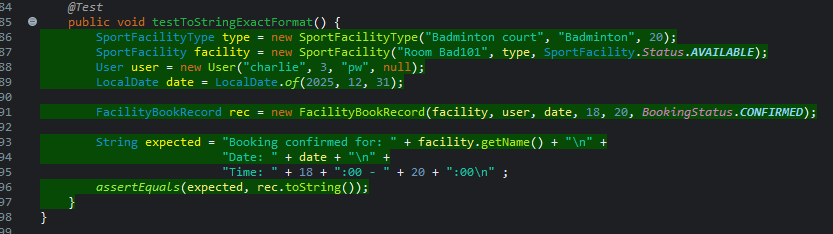 84 @Test
85 public void testToStringExactFormat() {
86 SportFacilityType type = new SportFacilityType("Badminton court", "Badminton", 20);
87 SportFacility facility = new SportFacility("Room Bad101", type, SportFacility.Status.AVAILABLE);
88 User user = new User("charlie", 3, "pw", null);
89 LocalDate date = LocalDate.of(2025, 12, 31);
90
91 FacilityBookRecord rec = new FacilityBookRecord(facility, user, date, 18, 20, BookingStatus.CONFIRMED);
92
93 String expected = "Booking confirmed for: " + facility.getName() + "\n" +
94 "Date: " + date + "\n" +
95 "Time: " + 18 + ":00 - " + 20 + ":00\n" ;
96 assertEquals(expected, rec.toString());
97 }
98 }
99